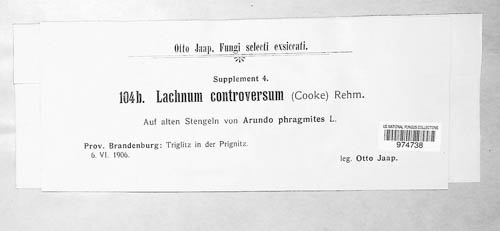 Otto Jaap, Fungi selecti exsiccati.
Supplement 4.
104b. Lachnum controversum (Cooke) Rehm.
Auf alten Stengeln von Arundo phragmites L.
US NATIONAL FUNGUS COLLECTIONS
974738
Prov. Brandenburg: Triglitz in der Prignitz.
6. VI. 1906.
leg. Otto Jaap.